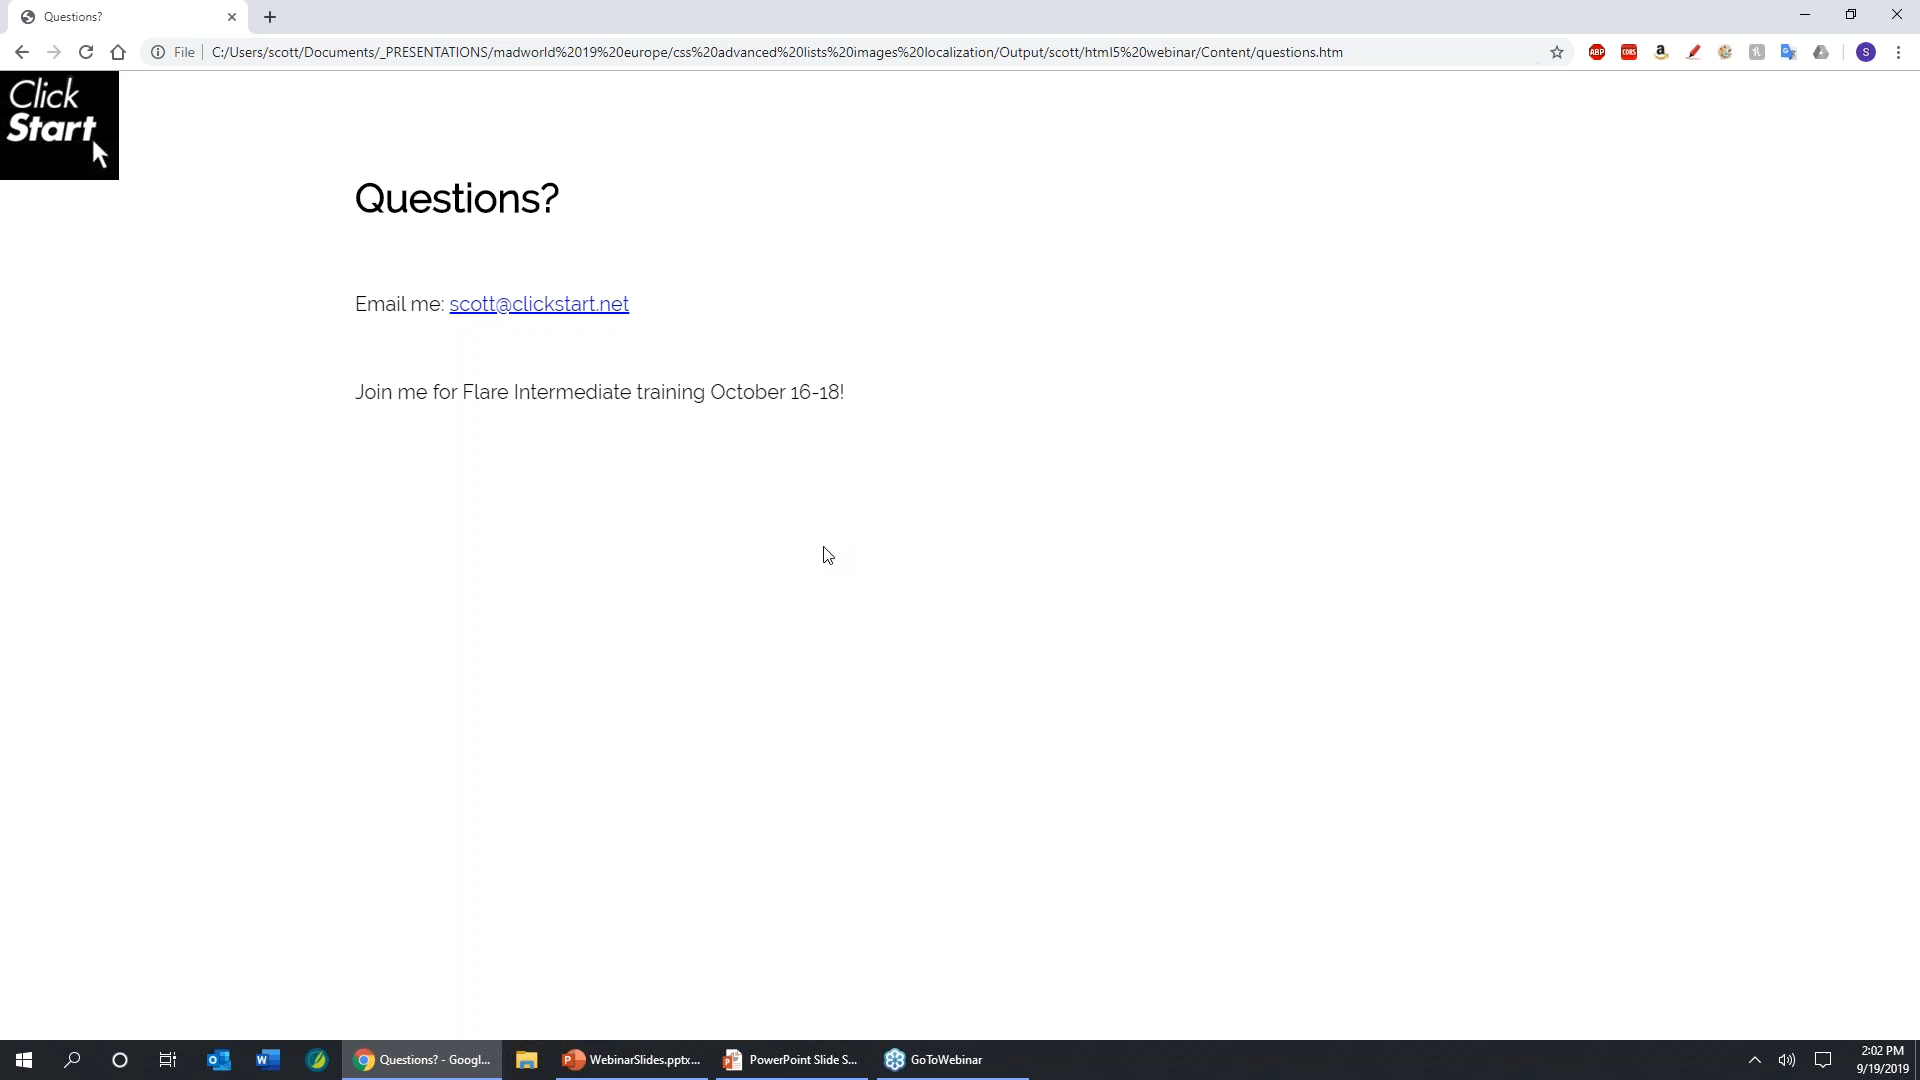 Questions?
File
C:/Users/scott/Documents/_PRESENTATIONS/madworld%2019%20europe/css%20advanced%20lists%20images%20localization/Output/scott/html5%20webinar/Content/questions.htm
ABP
CORS
S
Click
Start
Questions?
Email me: scott@clickstart.net
Join me for Flare Intermediate training October 16-18!
Questions? - Googl...
WebinarSlides.pptx...
PowerPoint Slide S...
GoToWebinar
2:02 PM
9/19/2019